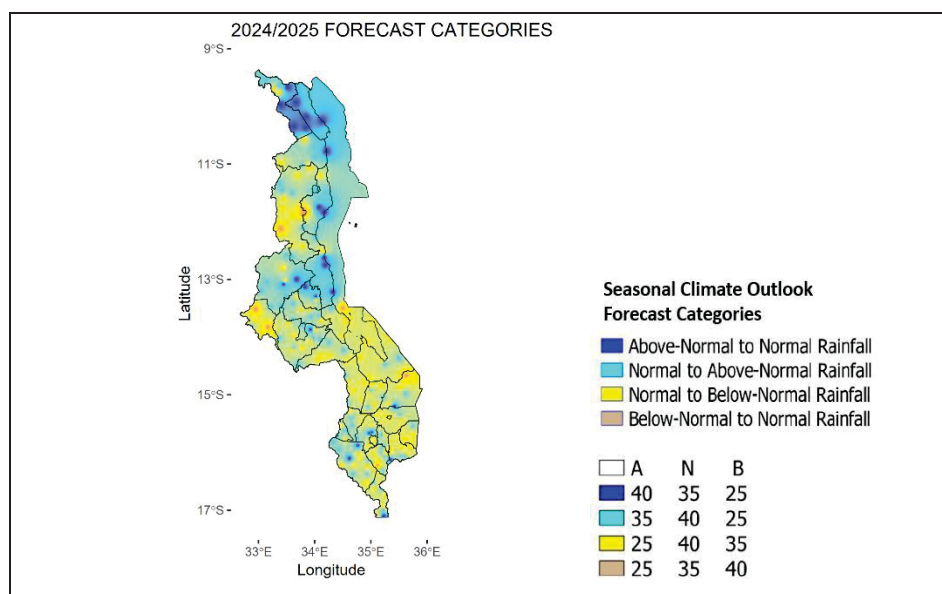 2024/2025 FORECAST CATEGORIES
9°S
11°S
13°S
15°S
17°S
Latitude
33°E 34°E 35°E 36°E
Longitude
Seasonal Climate Outlook
Forecast Categories
Above-Normal to Normal Rainfall
Normal to Above-Normal Rainfall
Normal to Below-Normal Rainfall
Below-Normal to Normal Rainfall
A N B
40 35 25
35 40 25
25 40 35
25 35 40